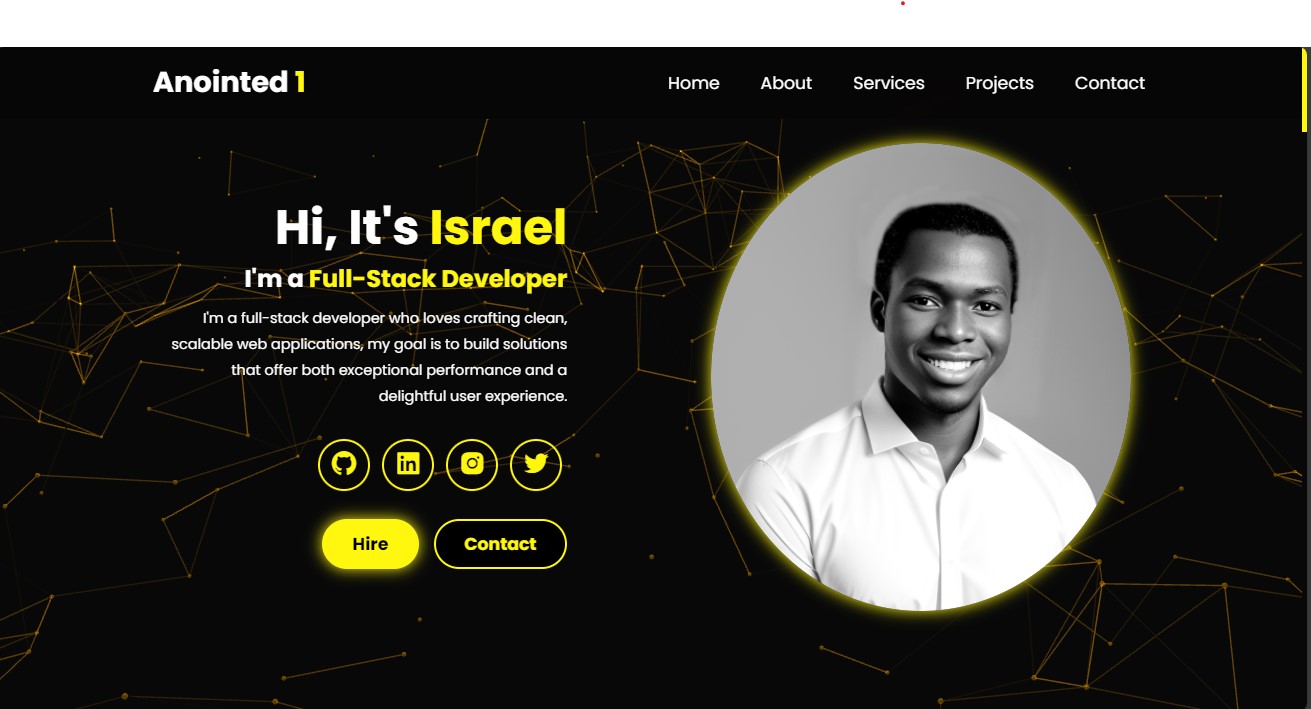 Anointed 1
Home About Services Projects Contact
Hi, It's Israel
I'm a Full-Stack Developer
I'm a full-stack developer who loves crafting clean,
scalable web applications, my goal is to build solutions
that offer both exceptional performance and a
delightful user experience.
in
Hire Contact